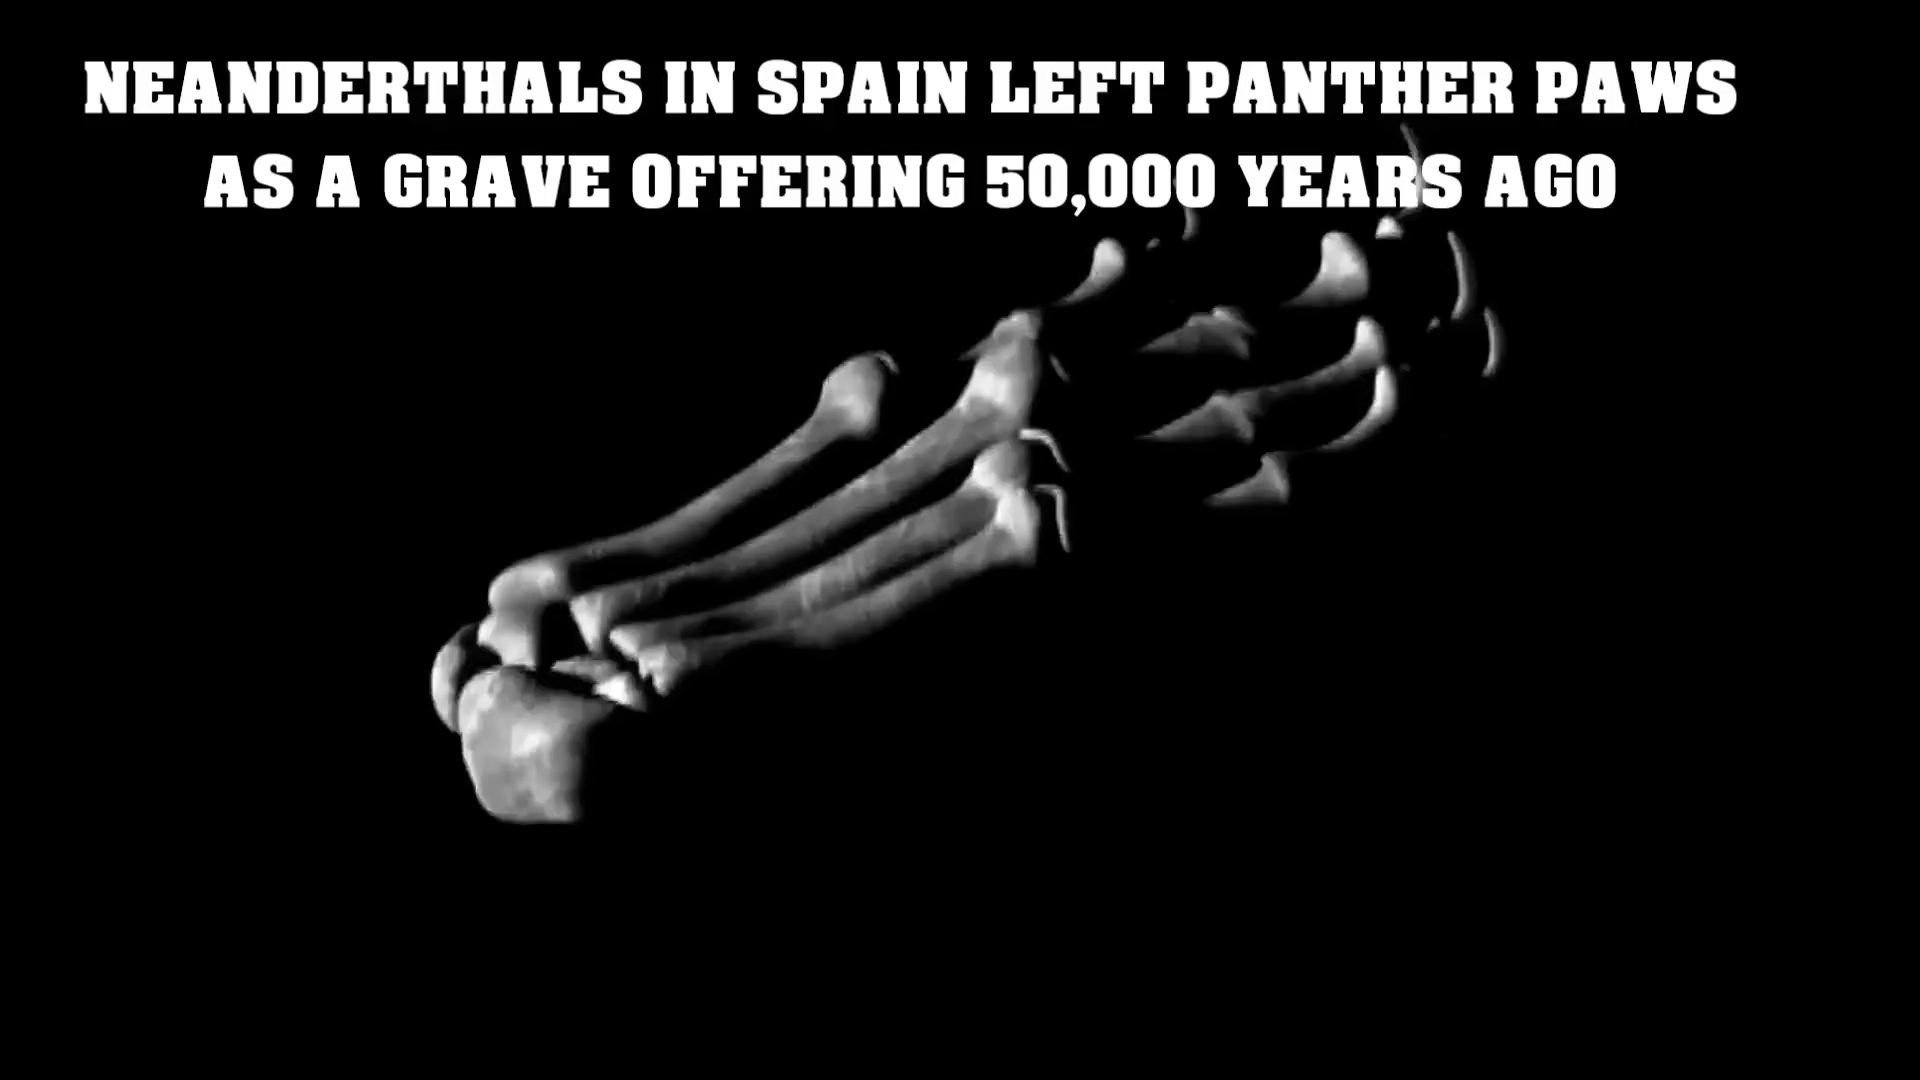 NEANDERTHALS IN SPAIN LEFT PANTHER PAWS
AS A GRAVE OFFERING 50,000 YEARS AGO